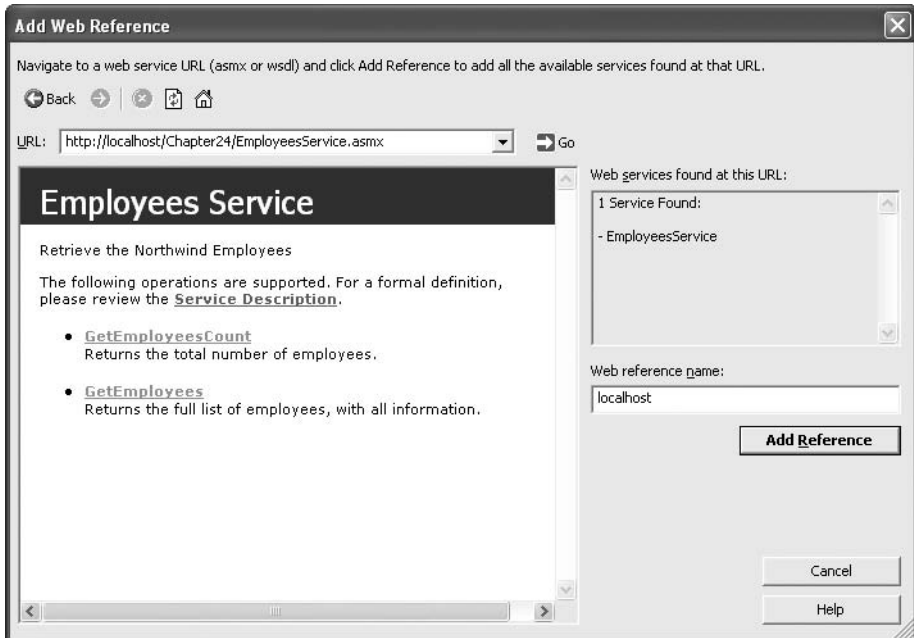 Add Web Reference
Navigate to a web service URL (asmx or wsdl) and click Add Reference to add all the available services found at that URL.
Back
URL: http://localhost/Chapter24/EmployeesService.asmx Go
Employees Service
Retrieve the Northwind Employees
The following operations are supported. For a formal definition,
please review the Service Description.
• GetEmployeesCount
Returns the total number of employees.
• GetEmployees
Returns the full list of employees, with all information.
Web services found at this URL:
1 Service Found:
- EmployeesService
Web reference name:
localhost
Add Reference
Cancel
Help